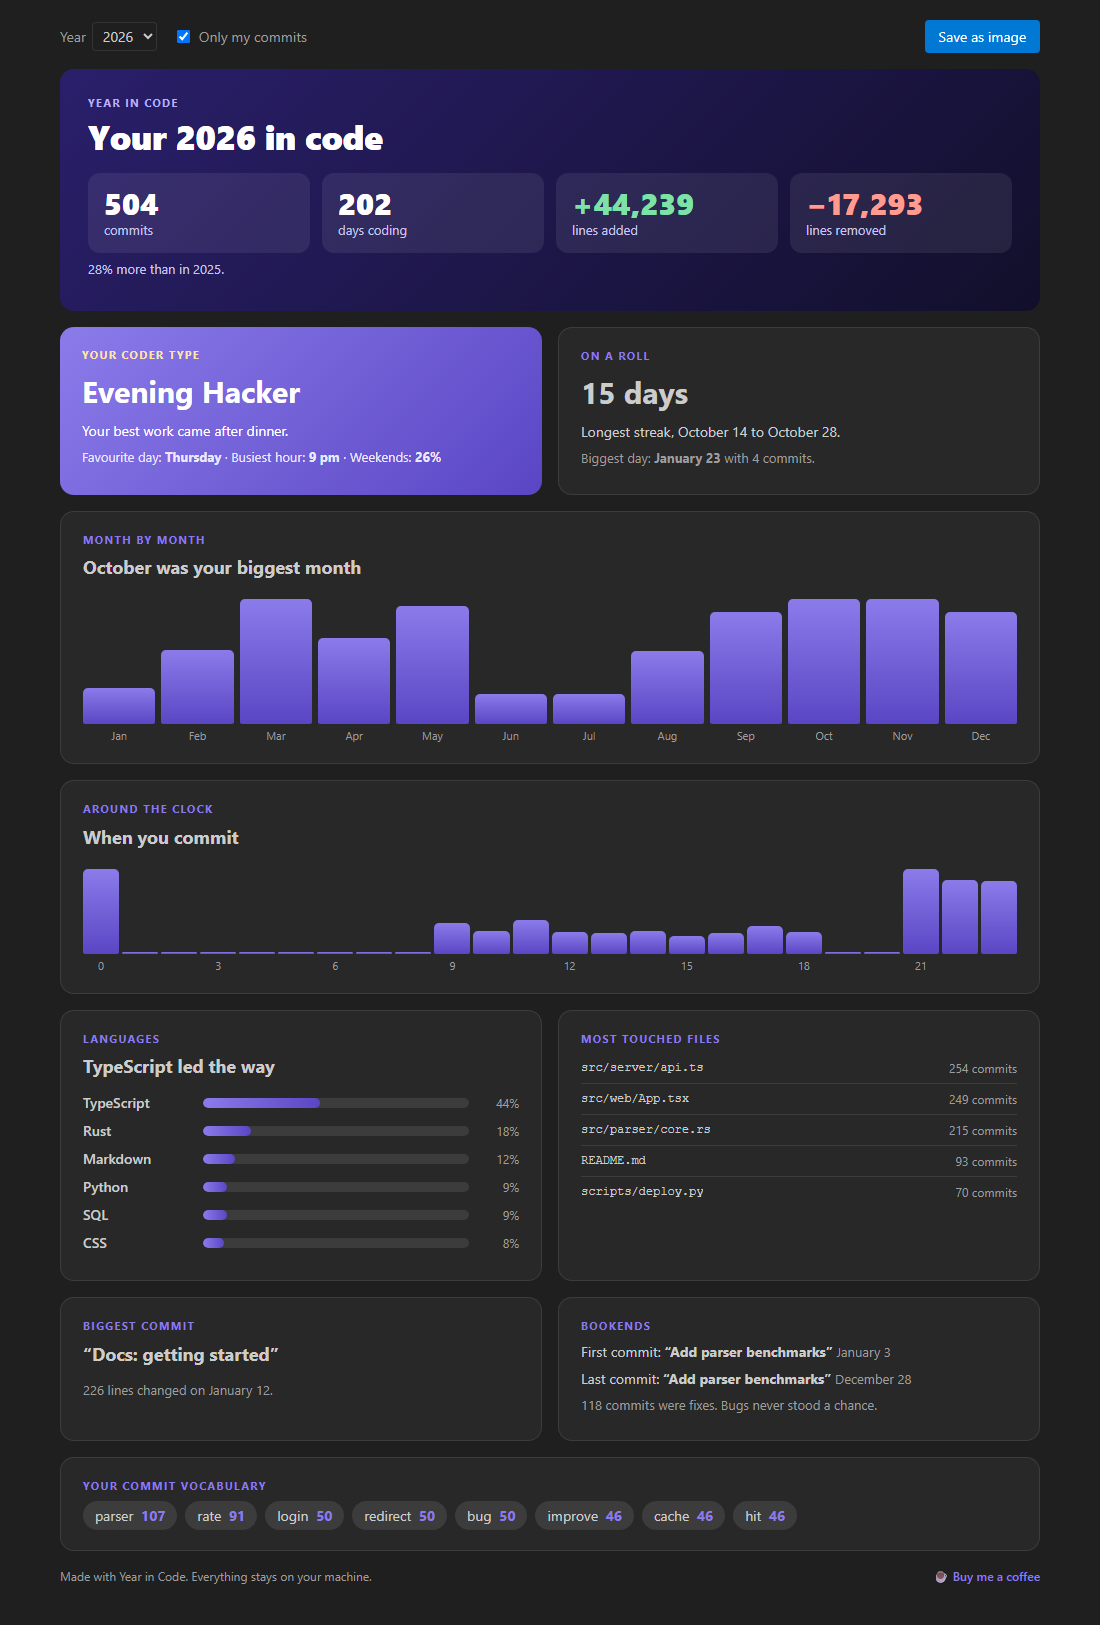 Year 2026 Only my commits Save as image
YEAR IN CODE
Your 2026 in code
504 202 +44,239 −17,293
commits days coding lines added lines removed
28% more than in 2025.
YOUR CODER TYPE
Evening Hacker
Your best work came after dinner.
Favourite day: Thursday · Busiest hour: 9 pm · Weekends: 26%
ON A ROLL
15 days
Longest streak, October 14 to October 28.
Biggest day: January 23 with 4 commits.
MONTH BY MONTH
October was your biggest month
Jan Feb Mar Apr May Jun Jul Aug Sep Oct Nov Dec
AROUND THE CLOCK
When you commit
0 3 6 9 12 15 18 21
LANGUAGES
TypeScript led the way
TypeScript 44%
Rust 18%
Markdown 12%
Python 9%
SQL 9%
CSS 8%
MOST TOUCHED FILES
src/server/api.ts 254 commits
src/web/App.tsx 249 commits
src/parser/core.rs 215 commits
README.md 93 commits
scripts/deploy.py 70 commits
BIGGEST COMMIT
“Docs: getting started”
226 lines changed on January 12.
BOOKENDS
First commit: “Add parser benchmarks” January 3
Last commit: “Add parser benchmarks” December 28
118 commits were fixes. Bugs never stood a chance.
YOUR COMMIT VOCABULARY
parser 107 rate 91 login 50 redirect 50 bug 50 improve 46 cache 46 hit 46
Made with Year in Code. Everything stays on your machine. Buy me a coffee